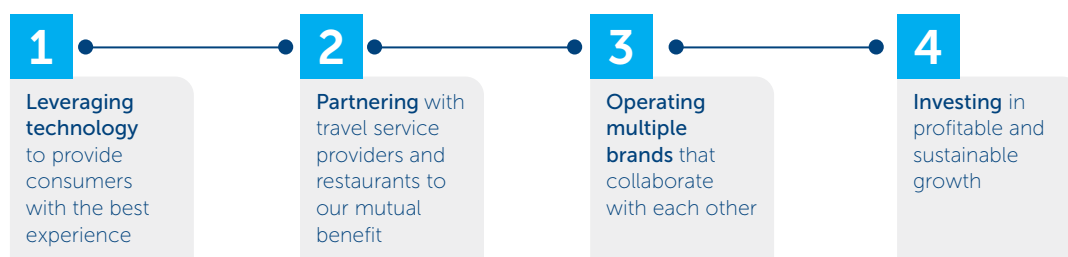 1
Leveraging
technology
to provide
consumers
with the best
experience
2
Partnering with
travel service
providers and
restaurants to
our mutual
benefit
3
Operating
multiple
brands that
collaborate
with each other
4
Investing in
profitable and
sustainable
growth